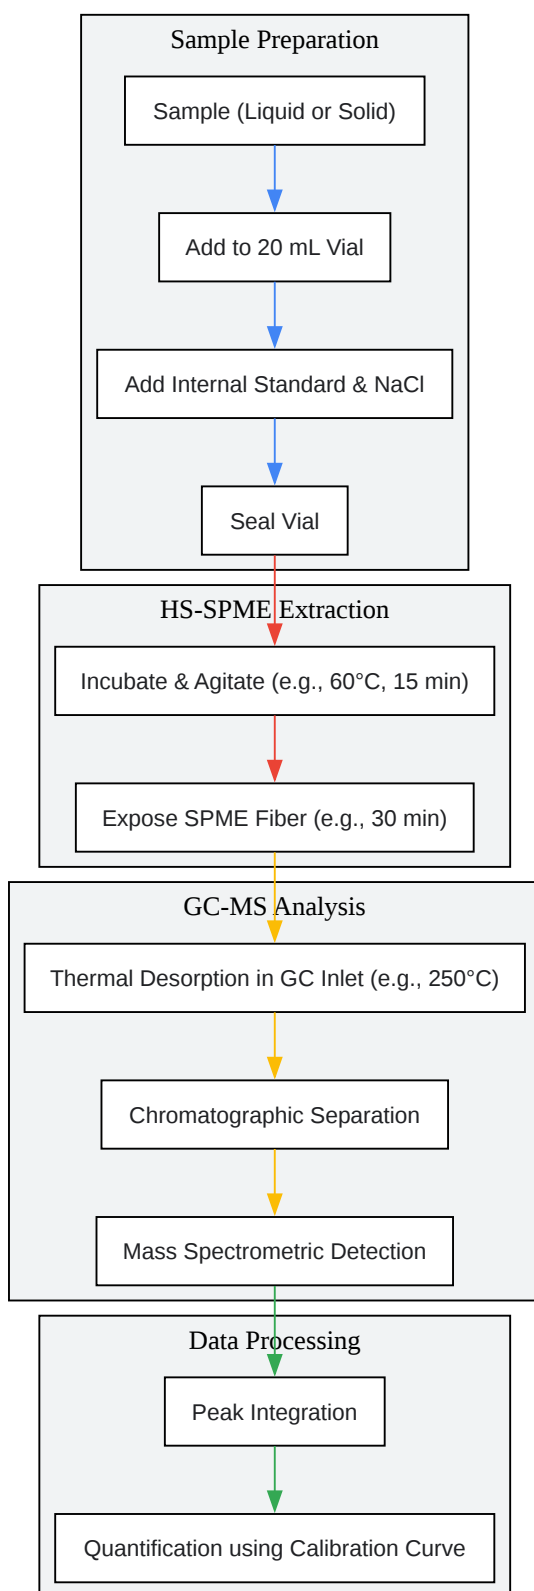 Sample Preparation
Sample (Liquid or Solid)
Add to 20 mL Vial
Add Internal Standard & NaCl
Seal Vial
HS-SPME Extraction
Incubate & Agitate (e.g., 60°C, 15 min)
Expose SPME Fiber (e.g., 30 min)
GC-MS Analysis
Thermal Desorption in GC Inlet (e.g., 250°C)
Chromatographic Separation
Mass Spectrometric Detection
Data Processing
Peak Integration
Quantification using Calibration Curve